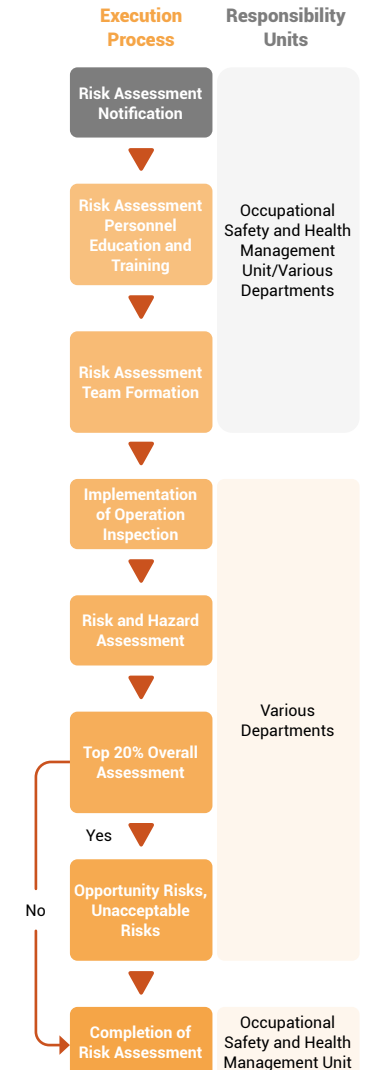 Execution
Process
Responsibility
Units
Risk Assessment
Notification
Risk Assessment
Personnel
Education and
Training
Risk Assessment
Team Formation
Occupational
Safety and Health
Management
Unit/Various
Departments
Implementation
of Operation
Inspection
Risk and Hazard
Assessment
Top 20% Overall
Assessment
Various
Departments
Yes
No
Opportunity Risks,
Unacceptable
Risks
Completion of
Risk Assessment
Occupational
Safety and Health
Management Unit